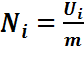 N_i = U_i / m